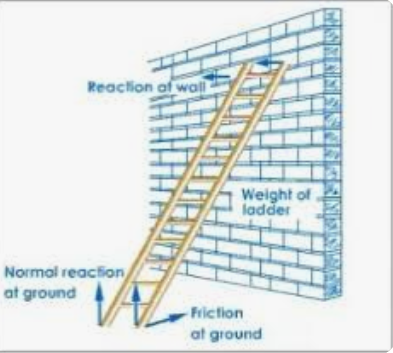 Reaction at wall
Weight of
ladder
Normal reaction
at ground
Friction
at ground